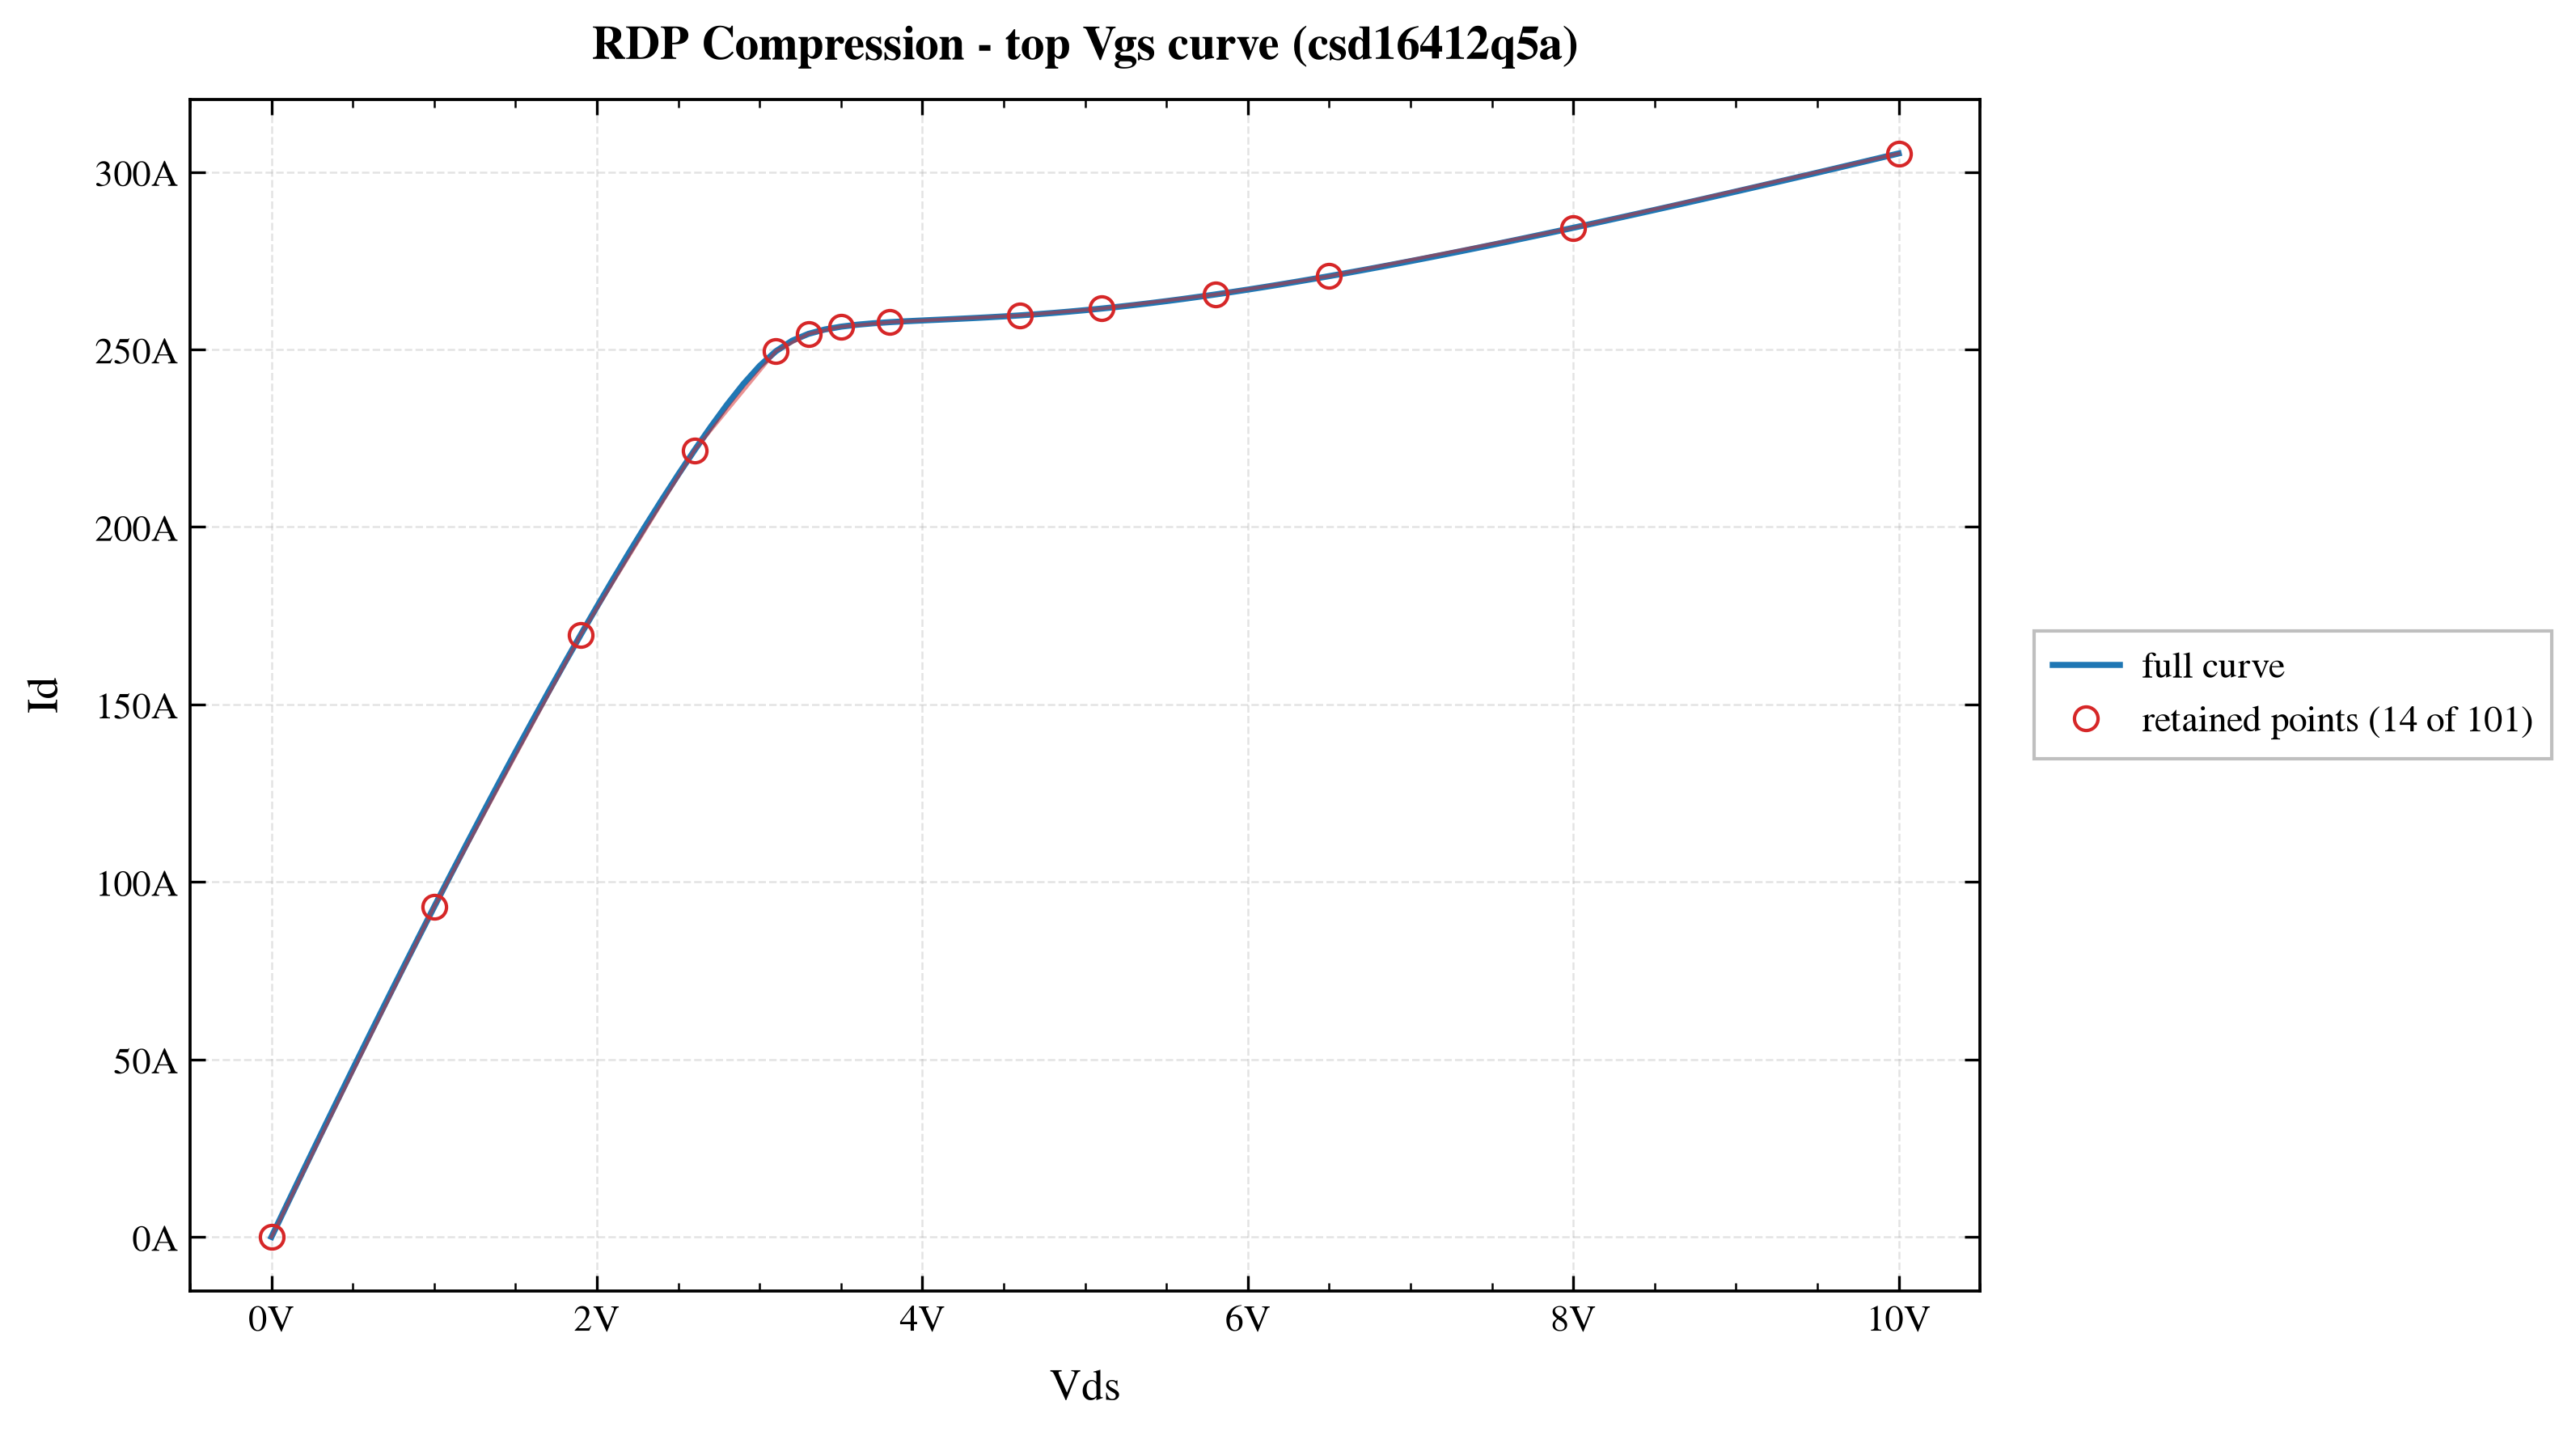 RDP Compression - top Vgs curve (csd16412q5a)
300A
250A
200A
150A
100A
50A
0A
Id
0V 2V 4V 6V 8V 10V
Vds
full curve
retained points (14 of 101)